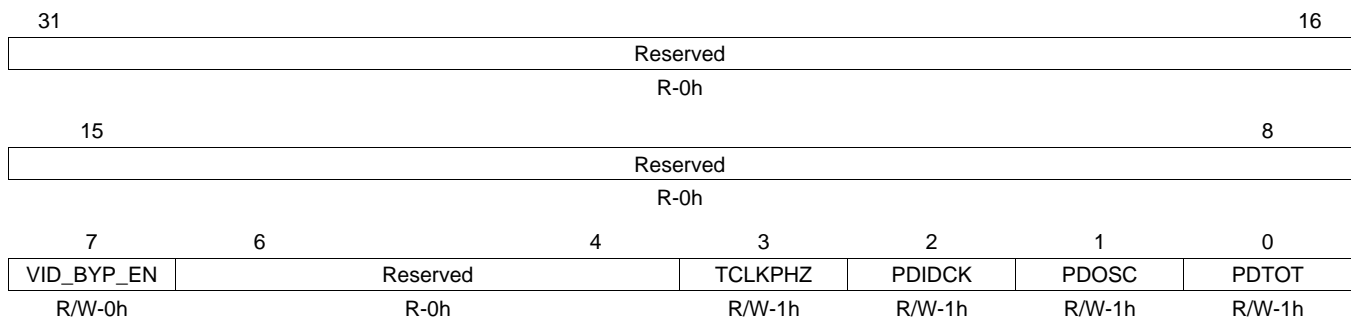 31 16
Reserved
R-0h
15 8
Reserved
R-0h
7 6 4 3 2 1 0
VID_BYP_EN Reserved TCLKPHZ PDIDCK PDOSC PDTOT
R/W-0h R-0h R/W-1h R/W-1h R/W-1h R/W-1h